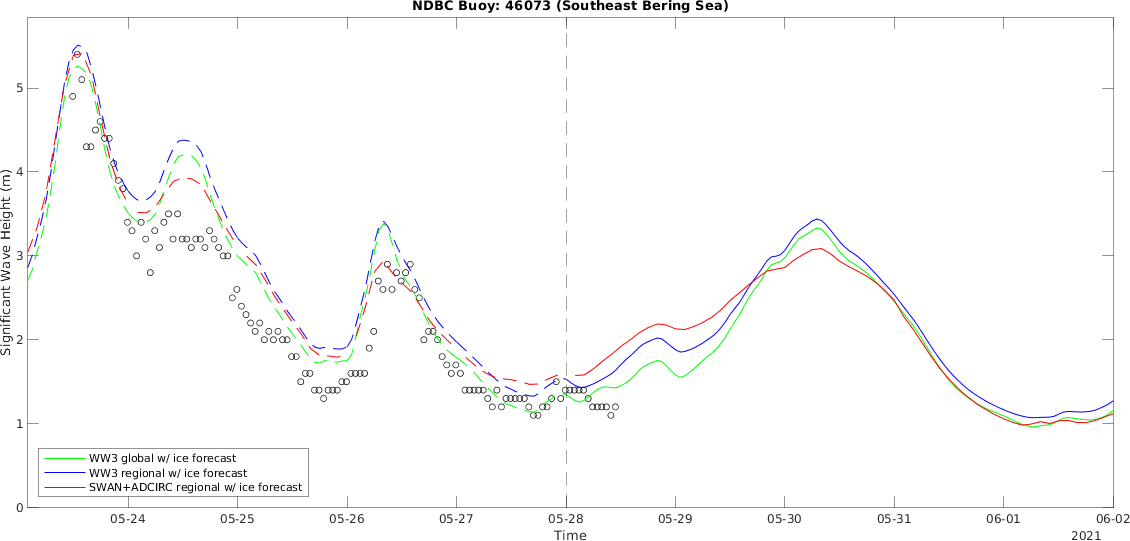 NDBC Buoy: 46073 (Southeast Bering Sea)
Significant Wave Height (m)
5
4
3
2
1
0
WW3 global w/ ice forecast
WW3 regional w/ ice forecast
SWAN+ADCIRC regional w/ ice forecast
05-24 05-25 05-26 05-27 05-28 05-29 05-30 05-31 06-01 06-02
Time
2021